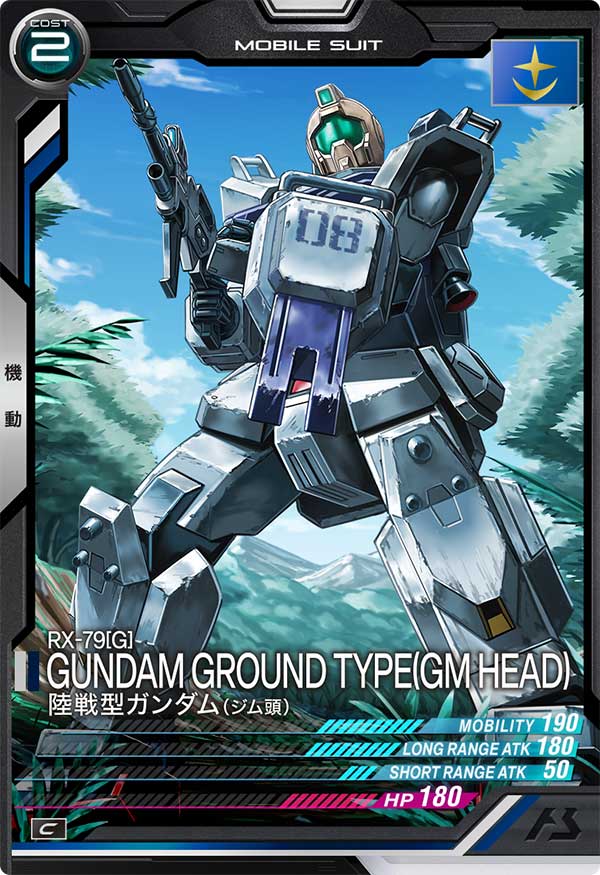 COST
2
MOBILE SUIT
08
機動
RX-79[G]
GUNDAM GROUND TYPE(GM HEAD)
陸戦型ガンダム(ジム頭)
MOBILITY 190
LONG RANGE ATK 180
SHORT RANGE ATK 50
HP 180
C